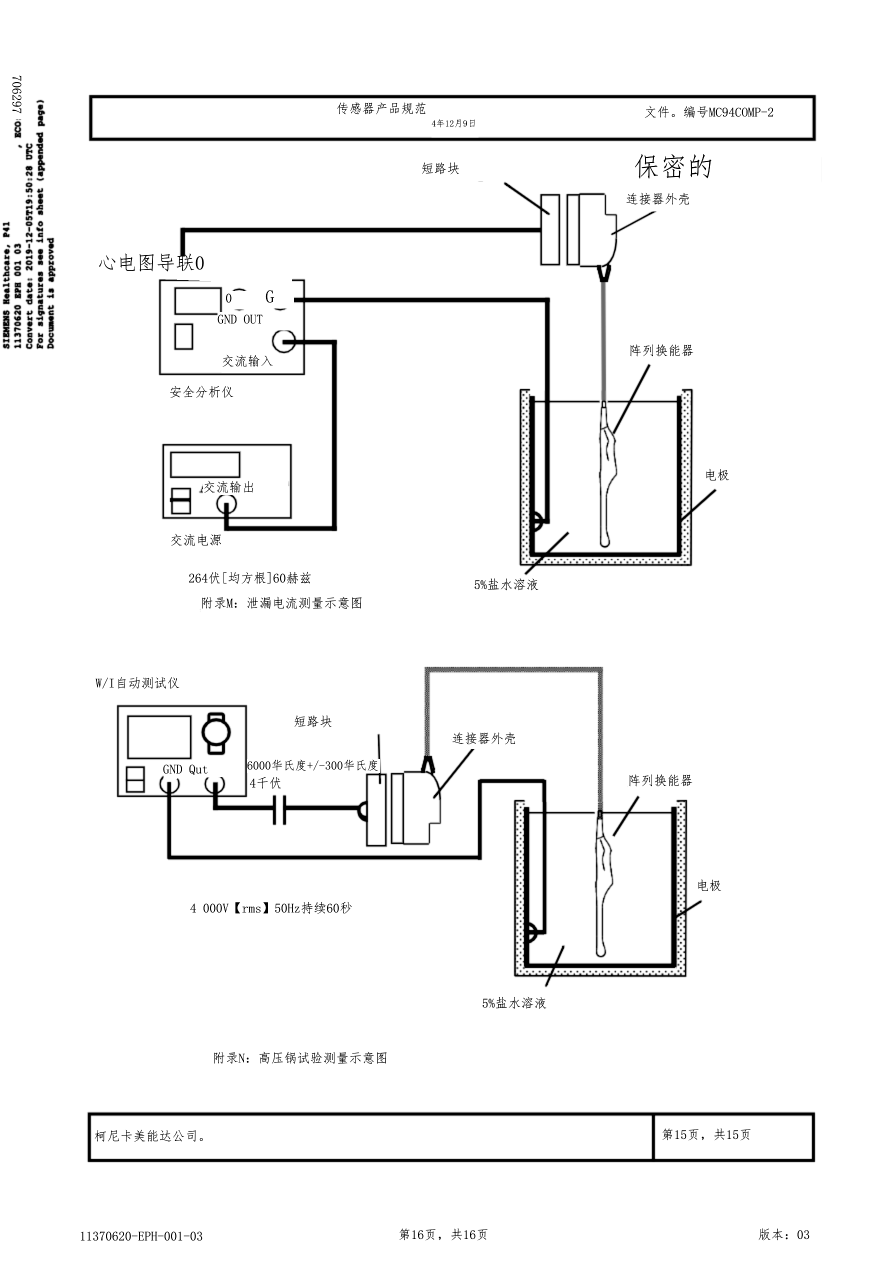 706297
SIEMENS Healthcare, P41
11370620 EPH 001 03 , ECO:
Convert date: 2019-12-05T19:50:28 UTC
For signatures see info sheet (appended page)
Document is approved
传感器产品规范
4年12月9日
文件。编号MC94COMP-2
保密的
短路块
连接器外壳
心电图导联0
0 G
GND OUT
交流输入
安全分析仪
阵列换能器
电极
交流输出
交流电源
264伏[均方根]60赫兹
5%盐水溶液
附录M: 泄漏电流测量示意图
W/I自动测试仪
短路块
连接器外壳
6000华氏度+/-300华氏度
4千伏
GND Qut
阵列换能器
电极
4 000V【rms】50Hz持续60秒
5%盐水溶液
附录N: 高压锅试验测量示意图
柯尼卡美能达公司。
第15页, 共15页
11370620-EPH-001-03
第16页, 共16页
版本: 03